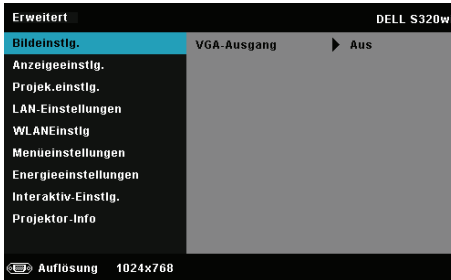 Erweitert DELL S320w
Bildeinstlg. VGA-Ausgang Aus
Anzeigeeinstlg.
Projek.einstlg.
LAN-Einstellungen
WLANEinstlg
Menüeinstellungen
Energieeinstellungen
Interaktiv-Einstlg.
Projektor-Info
Auflösung 1024x768